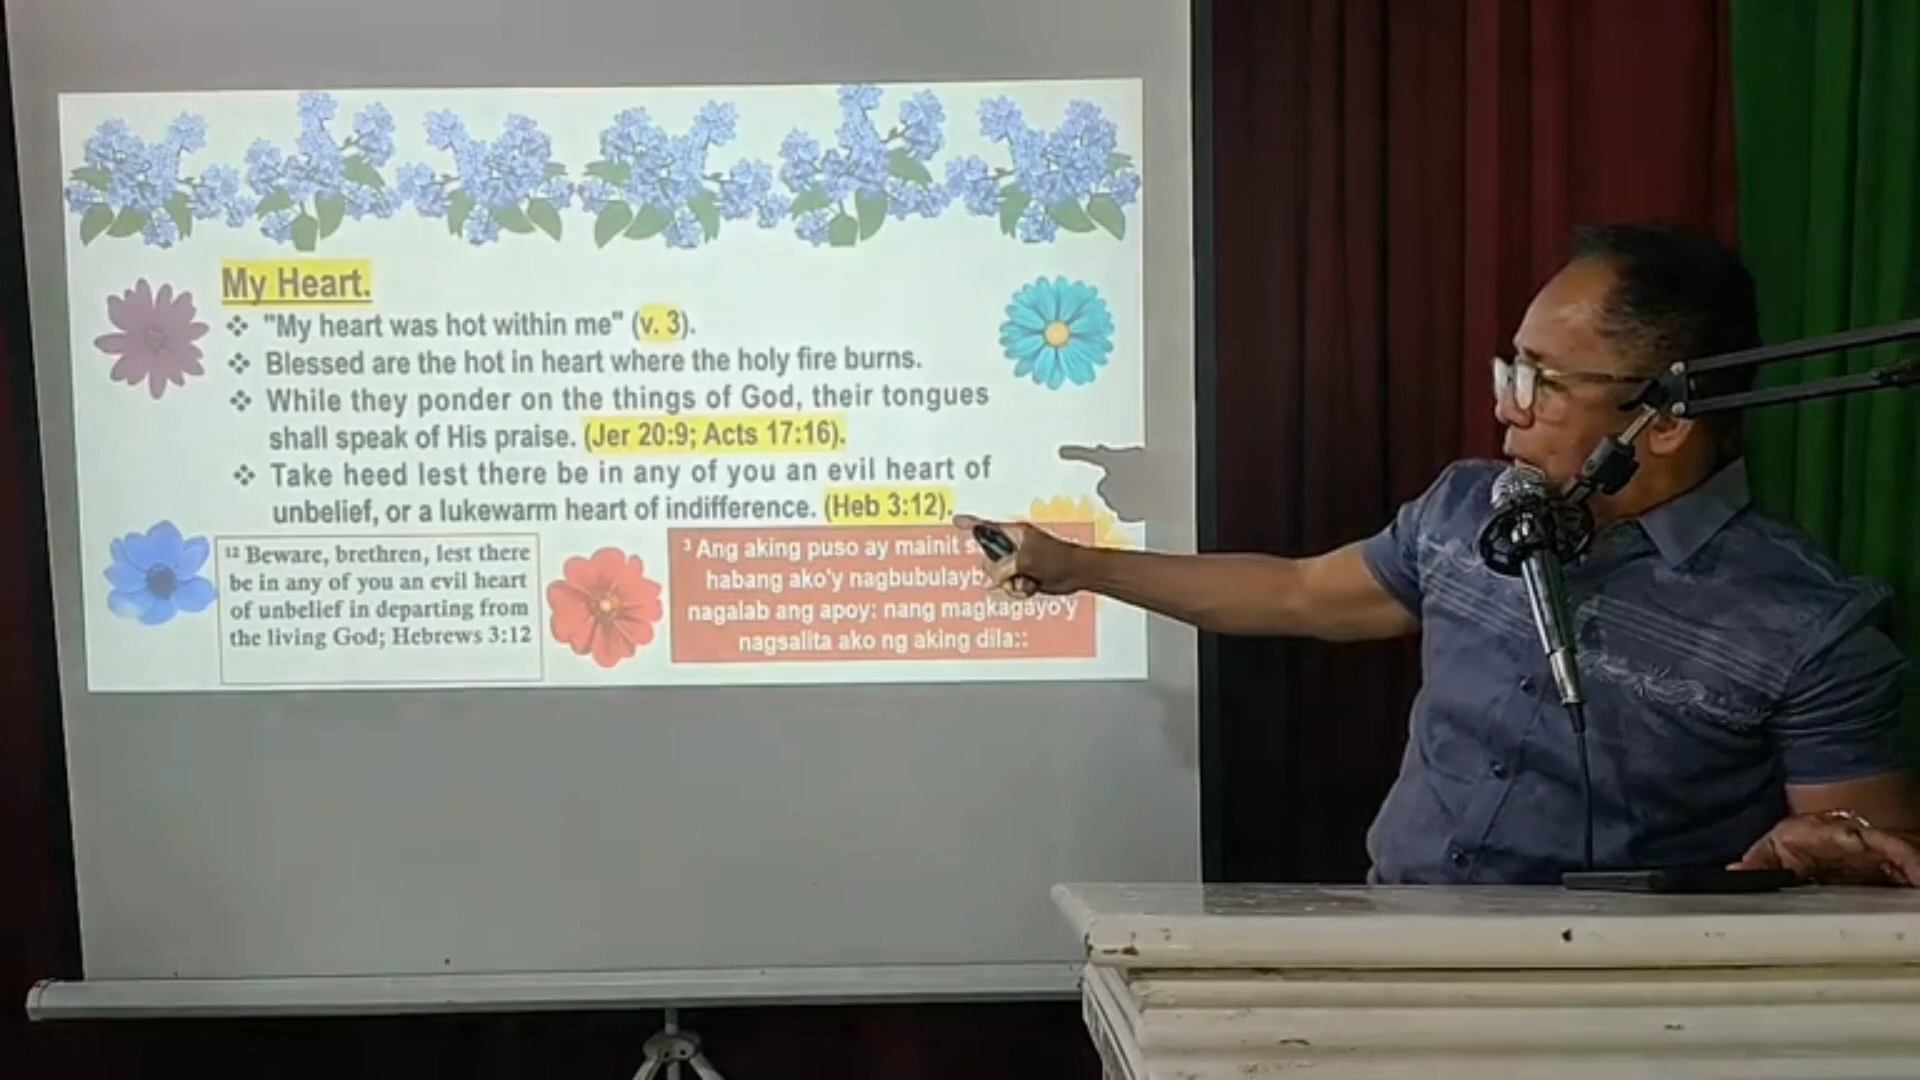 My Heart.
❖ "My heart was hot within me" (v. 3).
❖ Blessed are the hot in heart where the holy fire burns.
❖ While they ponder on the things of God, their tongues
shall speak of His praise. (Jer 20:9; Acts 17:16).
❖ Take heed lest there be in any of you an evil heart of
unbelief, or a lukewarm heart of indifference. (Heb 3:12).
12 Beware, brethren, lest there
be in any of you an evil heart
of unbelief in departing from
the living God; Hebrews 3:12
3 Ang aking puso ay mainit
habang ako'y
nagalab ang apoy: nang magkagayo'y
nagsalita ako ng aking dila::